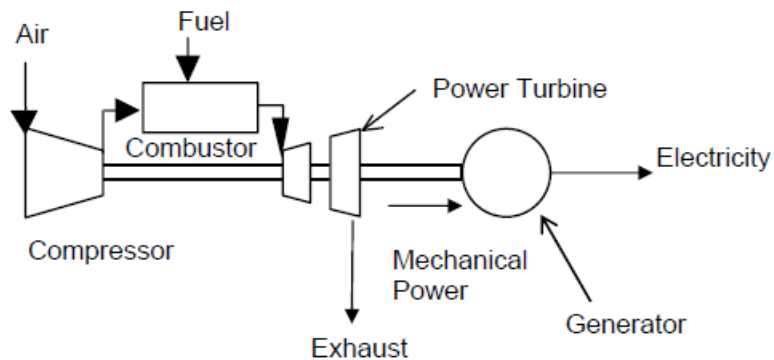 Fuel
Air
Power Turbine
Combustor
Electricity
Compressor
Mechanical
Power
Generator
Exhaust